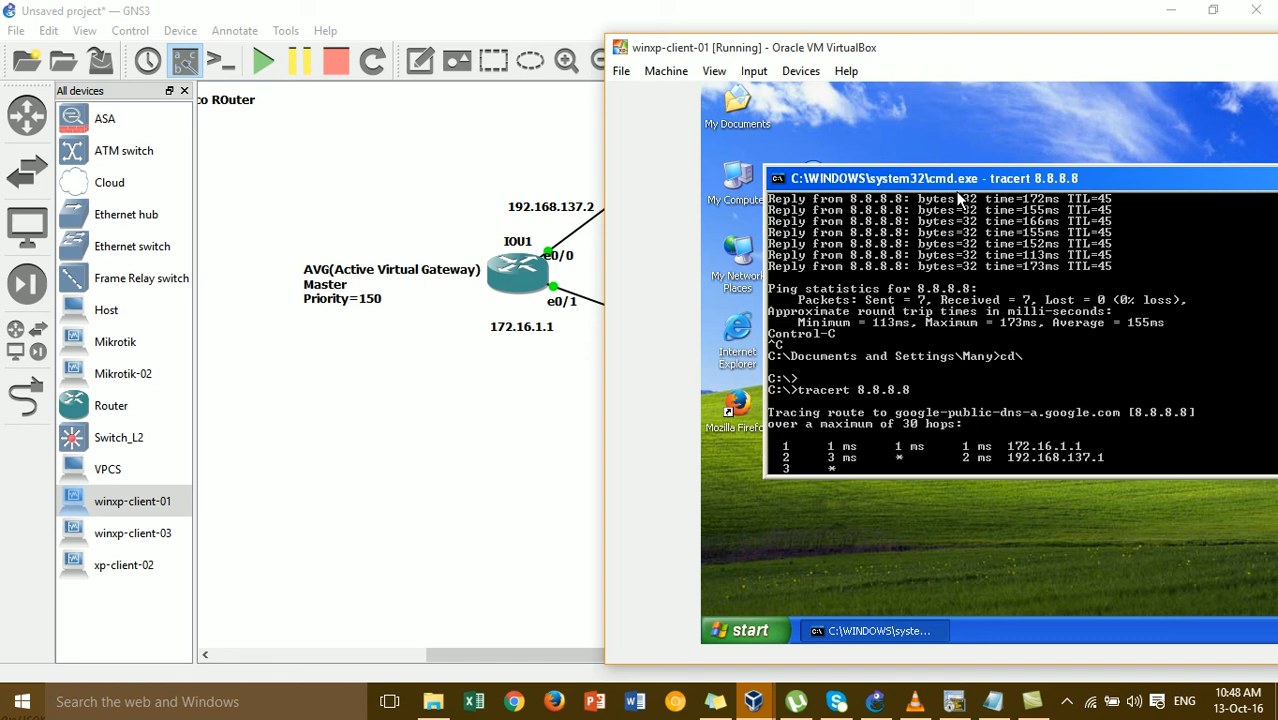 Unsaved project* — GNS3
File Edit View Control Device Annotate Tools Help
All devices
ASA
ATM switch
Cloud
Ethernet hub
Ethernet switch
Frame Relay switch
Host
Mikrotik
Mikrotik-02
Router
Switch_L2
VPCS
winxp-client-01
winxp-client-03
xp-client-02
co ROuter
192.168.137.2
IOU1
e0/0
AVG(Active Virtual Gateway)
Master
Priority=150
e0/1
172.16.1.1
winxp-client-01 [Running] - Oracle VM VirtualBox
File Machine View Input Devices Help
My Documents
My Compute
My Network
Places
Internet
Explorer
Mozilla Firefo
C:\WINDOWS\system32\cmd.exe - tracert 8.8.8.8
Reply from 8.8.8.8: bytes=32 time=172ms TTL=45
Reply from 8.8.8.8: bytes=32 time=155ms TTL=45
Reply from 8.8.8.8: bytes=32 time=166ms TTL=45
Reply from 8.8.8.8: bytes=32 time=155ms TTL=45
Reply from 8.8.8.8: bytes=32 time=152ms TTL=45
Reply from 8.8.8.8: bytes=32 time=113ms TTL=45
Reply from 8.8.8.8: bytes=32 time=173ms TTL=45
Ping statistics for 8.8.8.8:
Packets: Sent = 7, Received = 7, Lost = 0 (0% loss),
Approximate round trip times in milli-seconds:
Minimum = 113ms, Maximum = 173ms, Average = 155ms
Control-C
^C
C:\Documents and Settings\Many>cd\
C:\>
C:\>tracert 8.8.8.8
Tracing route to google-public-dns-a.google.com [8.8.8.8]
over a maximum of 30 hops:
1 1 ms 1 ms 1 ms 172.16.1.1
2 3 ms * 2 ms 192.168.137.1
3 *
start
C:\WINDOWS\syste...
Search the web and Windows
ENG
10:48 AM
13-Oct-16